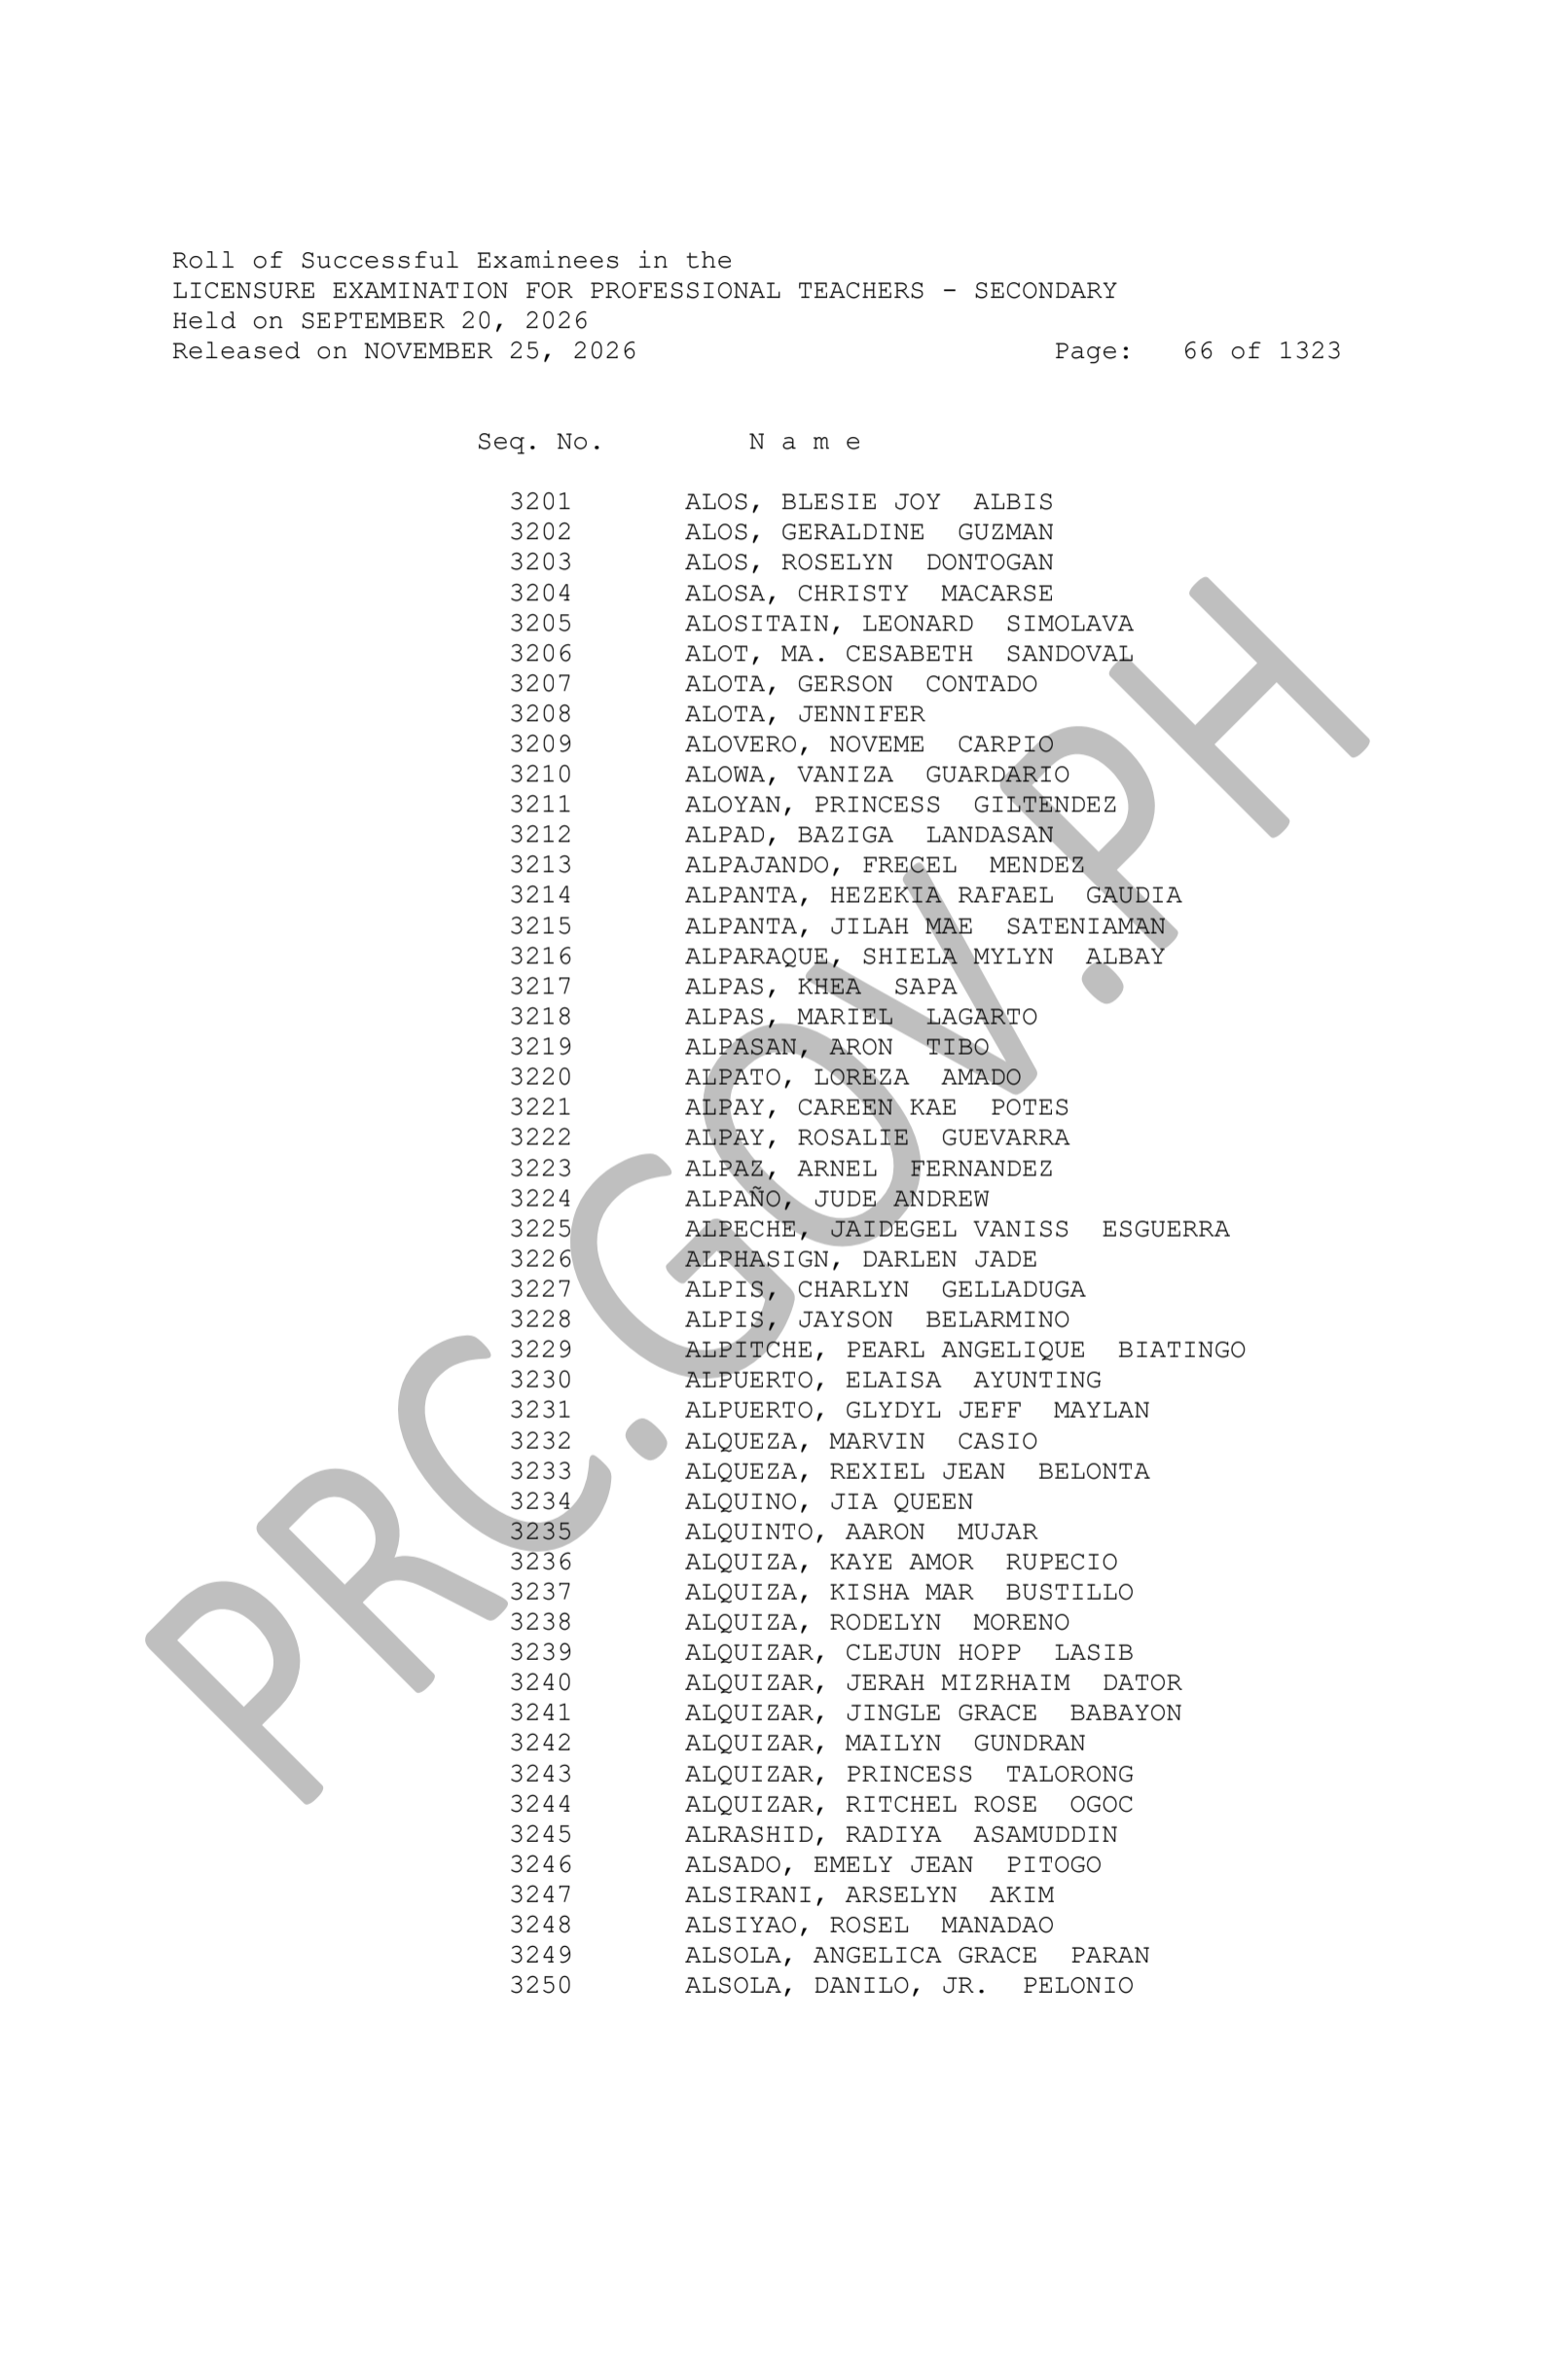 Roll of Successful Examinees in the
LICENSURE EXAMINATION FOR PROFESSIONAL TEACHERS - SECONDARY
Held on SEPTEMBER 20, 2026
Released on NOVEMBER 25, 2026 Page: 66 of 1323
Seq. No. N a m e
3201 ALOS, BLESIE JOY ALBIS
3202 ALOS, GERALDINE GUZMAN
3203 ALOS, ROSELYN DONTOGAN
3204 ALOSA, CHRISTY MACARSE
3205 ALOSITAIN, LEONARD SIMOLAVA
3206 ALOT, MA. CESABETH SANDOVAL
3207 ALOTA, GERSON CONTADO
3208 ALOTA, JENNIFER
3209 ALOVERO, NOVEME CARPIO
3210 ALOWA, VANIZA GUARDARIO
3211 ALOYAN, PRINCESS GILTENDEZ
3212 ALPAD, BAZIGA LANDASAN
3213 ALPAJANDO, FRECEL MENDEZ
3214 ALPANTA, HEZEKIA RAFAEL GAUDIA
3215 ALPANTA, JILAH MAE SATENIAMAN
3216 ALPARAQUE, SHIELA MYLYN ALBAY
3217 ALPAS, KHEA SAPA
3218 ALPAS, MARIEL LAGARTO
3219 ALPASAN, ARON TIBO
3220 ALPATO, LOREZA AMADO
3221 ALPAY, CAREEN KAE POTES
3222 ALPAY, ROSALIE GUEVARRA
3223 ALPAZ, ARNEL FERNANDEZ
3224 ALPAÑO, JUDE ANDREW
3225 ALPECHE, JAIDEGEL VANISS ESGUERRA
3226 ALPHASIGN, DARLEN JADE
3227 ALPIS, CHARLYN GELLADUGA
3228 ALPIS, JAYSON BELARMINO
3229 ALPITCHE, PEARL ANGELIQUE BIATINGO
3230 ALPUERTO, ELAISA AYUNTING
3231 ALPUERTO, GLYDYL JEFF MAYLAN
3232 ALQUEZA, MARVIN CASIO
3233 ALQUEZA, REXIEL JEAN BELONTA
3234 ALQUINO, JIA QUEEN
3235 ALQUINTO, AARON MUJAR
3236 ALQUIZA, KAYE AMOR RUPECIO
3237 ALQUIZA, KISHA MAR BUSTILLO
3238 ALQUIZA, RODELYN MORENO
3239 ALQUIZAR, CLEJUN HOPP LASIB
3240 ALQUIZAR, JERAH MIZRHAIM DATOR
3241 ALQUIZAR, JINGLE GRACE BABAYON
3242 ALQUIZAR, MAILYN GUNDRAN
3243 ALQUIZAR, PRINCESS TALORONG
3244 ALQUIZAR, RITCHEL ROSE OGOC
3245 ALRASHID, RADIYA ASAMUDDIN
3246 ALSADO, EMELY JEAN PITOGO
3247 ALSIRANI, ARSELYN AKIM
3248 ALSIYAO, ROSEL MANADAO
3249 ALSOLA, ANGELICA GRACE PARAN
3250 ALSOLA, DANILO, JR. PELONIO
PRC.GOV.PH